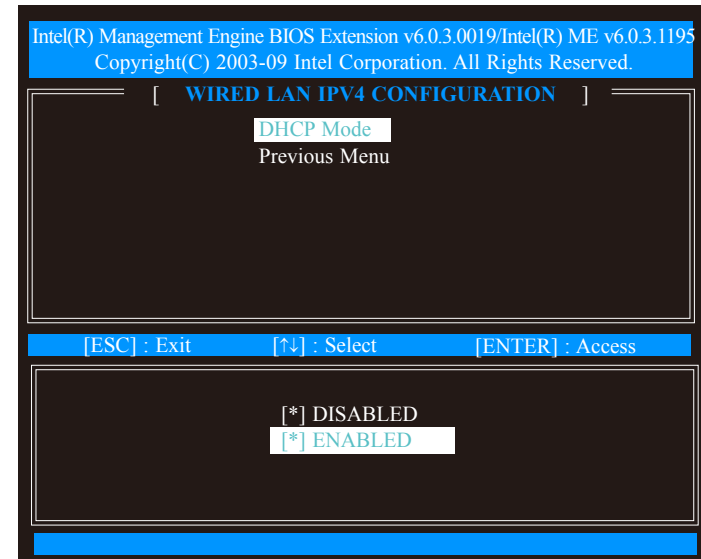 Intel(R) Management Engine BIOS Extension v6.0.3.0019/Intel(R) ME v6.0.3.1195
Copyright(C) 2003-09 Intel Corporation. All Rights Reserved.
[ WIRED LAN IPV4 CONFIGURATION ]
DHCP Mode
Previous Menu
[ESC] : Exit [↑↓] : Select [ENTER] : Access
[*] DISABLED
[*] ENABLED